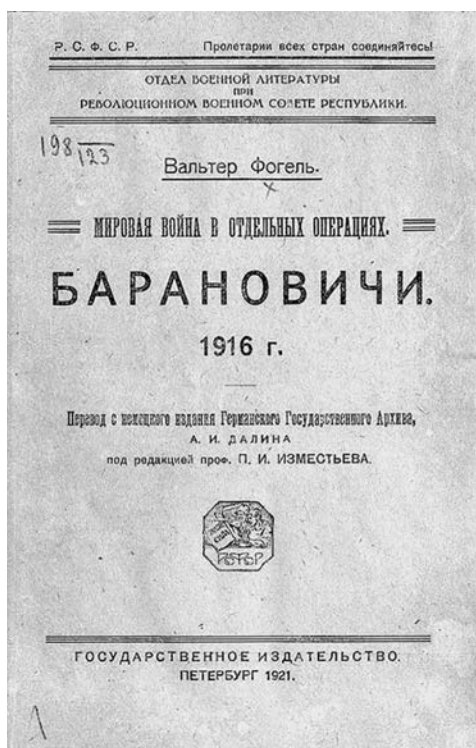 Р. С. Ф. С. Р. Пролетарии всех стран соединяйтесь!
ОТДЕЛ ВОЕННОЙ ЛИТЕРАТУРЫ
ПРИ
РЕВОЛЮЦИОННОМ ВОЕННОМ СОВЕТЕ РЕСПУБЛИКИ.
198/123
Вальтер Фогель.
МИРОВАЯ ВОЙНА В ОТДЕЛЬНЫХ ОПЕРАЦИЯХ.
БАРАНОВИЧИ.
1916 г.
Перевод с немецкого издания Германского Государственного Архива,
А. И. ДАЛИНА
под редакцией проф. П. И. ИЗМЕСТЬЕВА.
ГОСУДАРСТВЕННОЕ ИЗДАТЕЛЬСТВО.
ПЕТЕРБУРГ 1921.